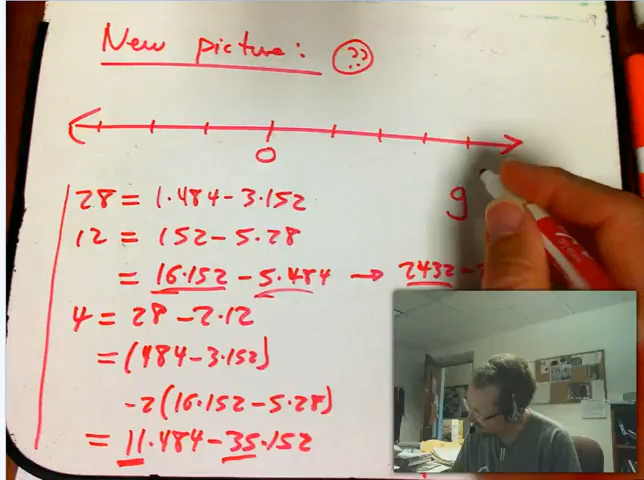 New picture: ??
0
28 = 1·484 - 3·152
9
12 = 152 - 5·28
= 16·152 - 5·484 → 2432 -
4 = 28 - 2·12
= (484 - 3·152)
-2(16·152 - 5·28)
= 11·484 - 35·152